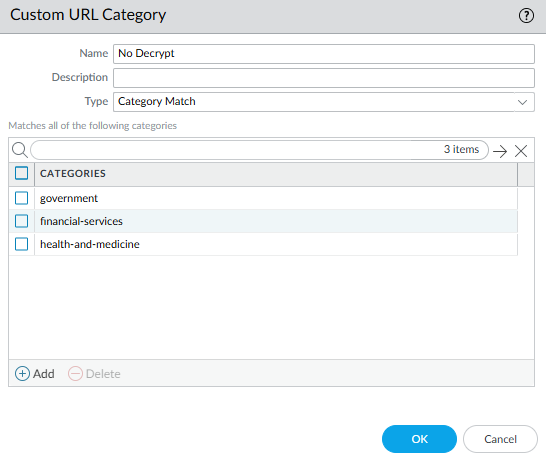 Custom URL Category
Name No Decrypt
Description
Type Category Match
Matches all of the following categories
3 items
CATEGORIES
government
financial-services
health-and-medicine
Add Delete
OK Cancel